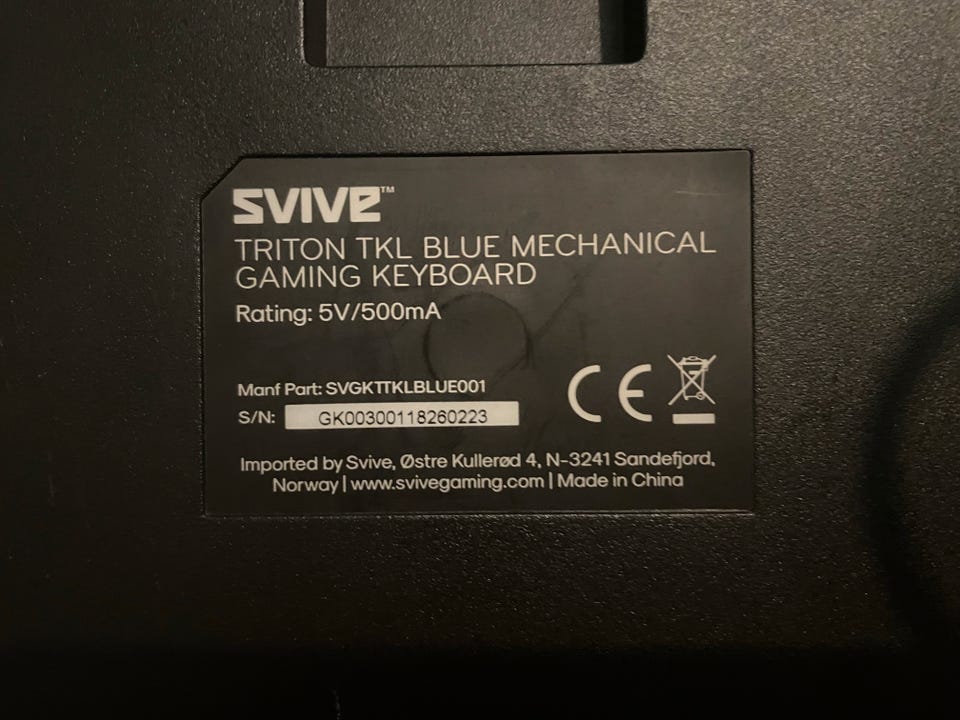 SVIVE™
TRITON TKL BLUE MECHANICAL
GAMING KEYBOARD
Rating: 5V/500mA
Manf Part: SVGKTTKLBLUE001
S/N: GK00300118260223
CE
Imported by Svive, Østre Kullerød 4, N-3241 Sandefjord,
Norway | www.svivegaming.com | Made in China